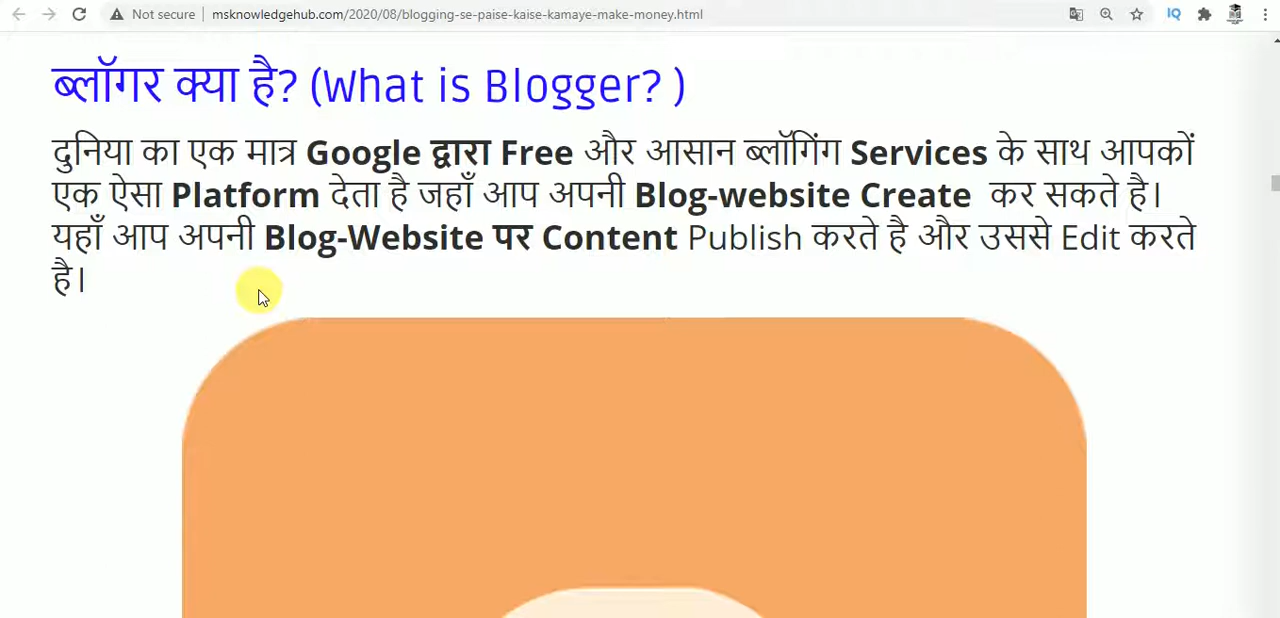 Not secure | msknowledgehub.com/2020/08/blogging-se-paise-kaise-kamaye-make-money.html
IQ
ब्लॉगर क्या है? (What is Blogger? )
दुनिया का एक मात्र Google द्वारा Free और आसान ब्लॉगिंग Services के साथ आपकों
एक ऐसा Platform देता है जहाँ आप अपनी Blog-website Create कर सकते है।
यहाँ आप अपनी Blog-Website पर Content Publish करते है और उससे Edit करते
है।